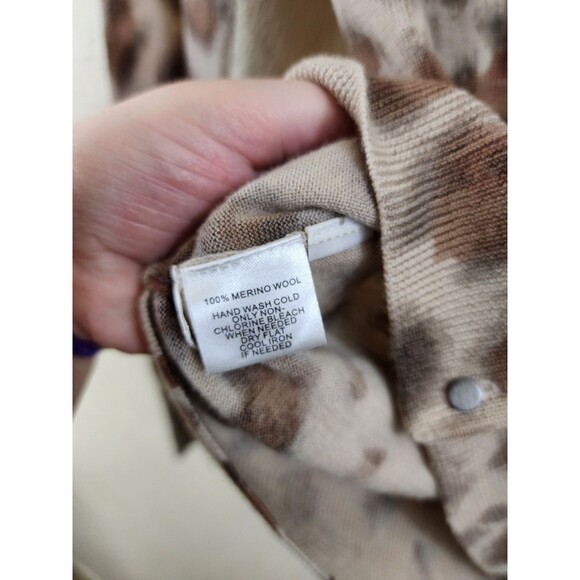 100% MERINO WOOL
HAND WASH COLD
ONLY NON-
CHLORINE BLEACH
WHEN NEEDED
DRY FLAT
COOL IRON
IF NEEDED